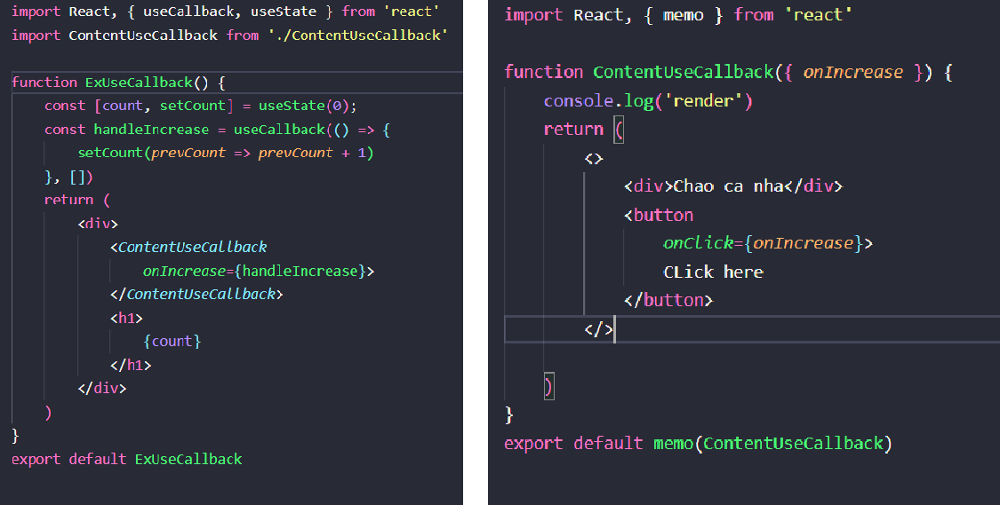 import React, { useCallback, useState } from 'react'
import ContentUseCallback from './ContentUseCallback'
function ExUseCallback() {
const [count, setCount] = useState(0);
const handleIncrease = useCallback(() => {
setCount(prevCount => prevCount + 1)
}, [])
return (
<div>
<ContentUseCallback
onIncrease={handleIncrease}>
</ContentUseCallback>
<h1>
{count}
</h1>
</div>
)
}
export default ExUseCallback
import React, { memo } from 'react'
function ContentUseCallback({ onIncrease }) {
console.log('render')
return (
<>
<div>Chao ca nha</div>
<button
onClick={onIncrease}>
CLick here
</button>
</>
)
}
export default memo(ContentUseCallback)